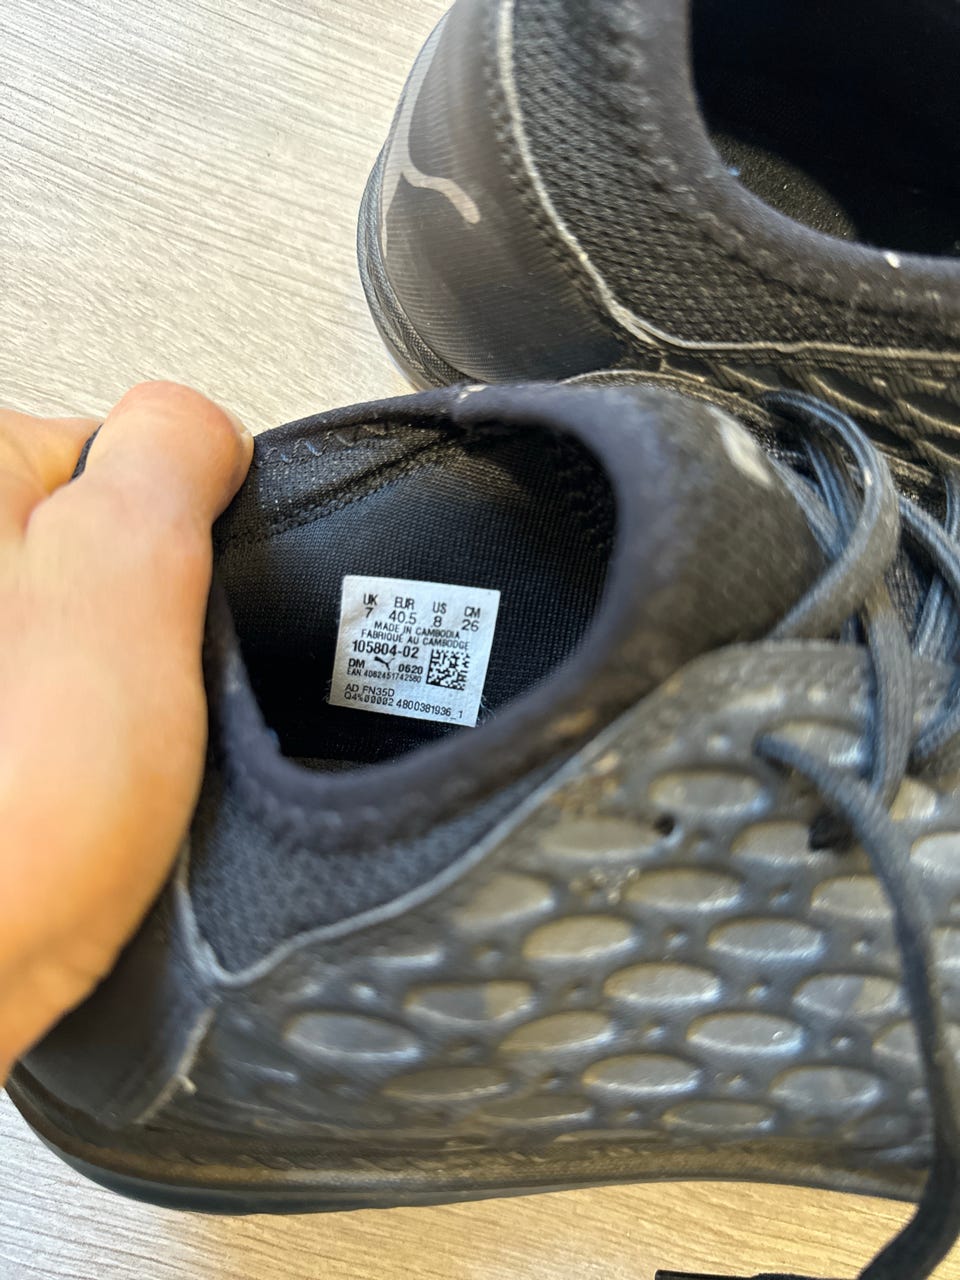 UK EUR US CM
7 40.5 8 26
MADE IN CAMBODIA
FABRIQUE AU CAMBODGE
105804-02
DM 0620
EAN 4062451742560
AD FN35D
Q4%00002 4800381936_1